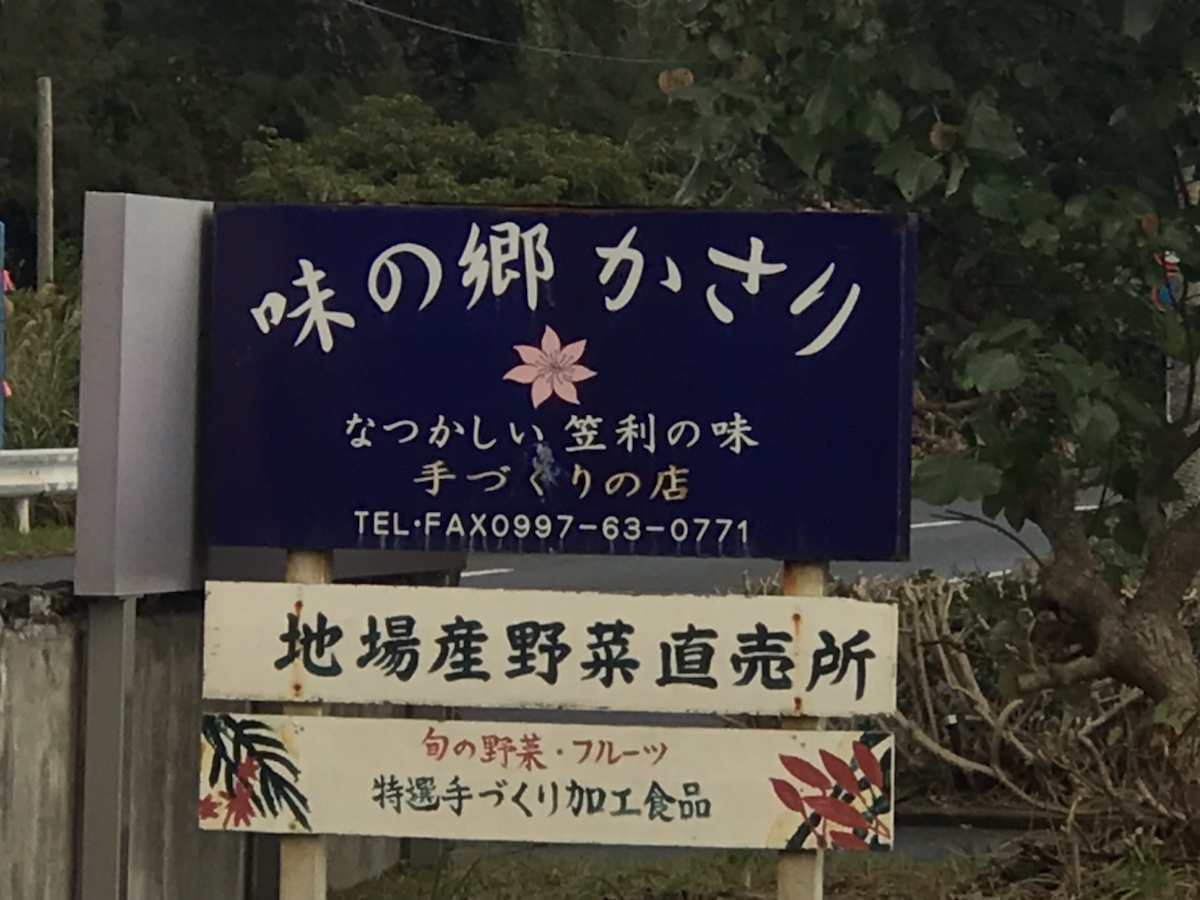 味の郷かさり
なつかしい 笠利の味
手づくりの店
TEL・FAX0997-63-0771
地場産野菜直売所
旬の野菜・フルーツ
特選手づくり加工食品